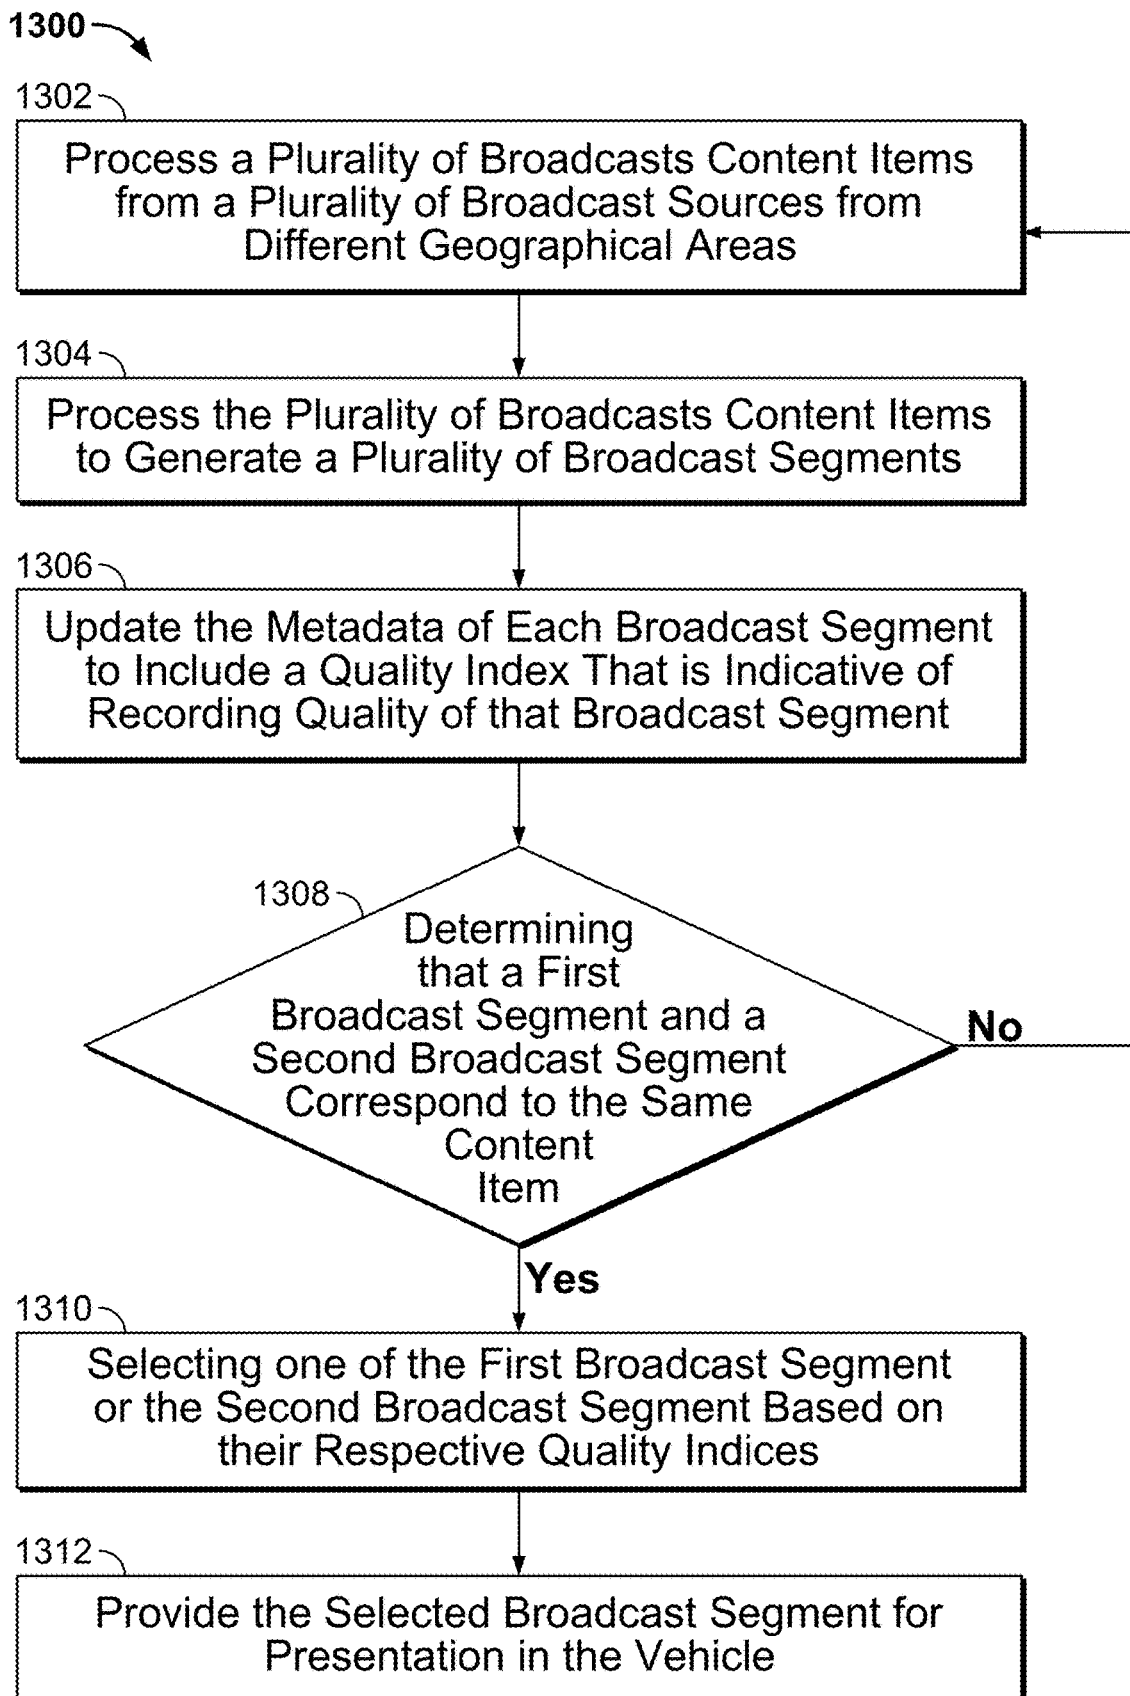 1300
1302
Process a Plurality of Broadcasts Content Items
from a Plurality of Broadcast Sources from
Different Geographical Areas
1304
Process the Plurality of Broadcasts Content Items
to Generate a Plurality of Broadcast Segments
1306
Update the Metadata of Each Broadcast Segment
to Include a Quality Index That is Indicative of
Recording Quality of that Broadcast Segment
1308
Determining
that a First
Broadcast Segment and a
Second Broadcast Segment
Correspond to the Same
Content
Item
No
Yes
1310
Selecting one of the First Broadcast Segment
or the Second Broadcast Segment Based on
their Respective Quality Indices
1312
Provide the Selected Broadcast Segment for
Presentation in the Vehicle